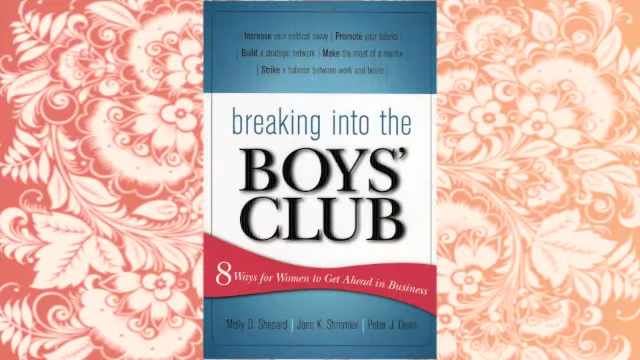 Increase your political savvy | Promote your talents
Build a strategic network | Make the most of a mentor
Strike a balance between work and home
breaking into the
BOYS'
CLUB
8 Ways for Women to Get Ahead in Business
Molly D. Shepard | Jane K. Stimmler | Peter J. Dean